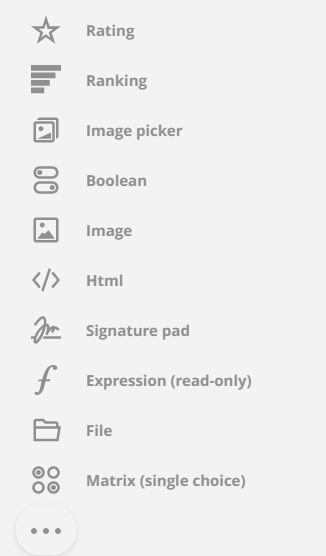 Rating
Ranking
Image picker
Boolean
Image
Html
Signature pad
Expression (read-only)
File
Matrix (single choice)